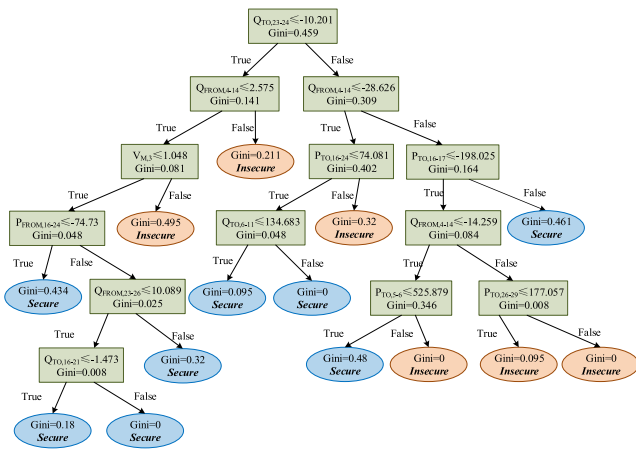 Q_TO,23-24≤-10.201
Gini=0.459
True
False
Q_FROM,4-14≤2.575
Gini=0.141
Q_FROM,4-14≤-28.626
Gini=0.309
True
False
True
False
V_M,3≤1.048
Gini=0.081
Gini=0.211
Insecure
P_TO,16-24≤74.081
Gini=0.402
P_TO,16-17≤-198.025
Gini=0.164
True
False
True
False
True
False
P_FROM,16-24≤-74.73
Gini=0.048
Gini=0.495
Insecure
Q_TO,6-11≤134.683
Gini=0.048
Gini=0.32
Insecure
Q_FROM,4-14≤-14.259
Gini=0.084
Gini=0.461
Secure
True
False
True
False
True
False
Gini=0.434
Secure
Q_FROM,23-26≤10.089
Gini=0.025
Gini=0.095
Secure
Gini=0
Secure
P_TO,5-6≤525.879
Gini=0.346
P_TO,26-29≤177.057
Gini=0.008
True
False
True
False
True
False
Q_TO,16-21≤-1.473
Gini=0.008
Gini=0.32
Secure
Gini=0.48
Secure
Gini=0
Insecure
Gini=0.095
Insecure
Gini=0
Insecure
True
False
Gini=0.18
Secure
Gini=0
Secure